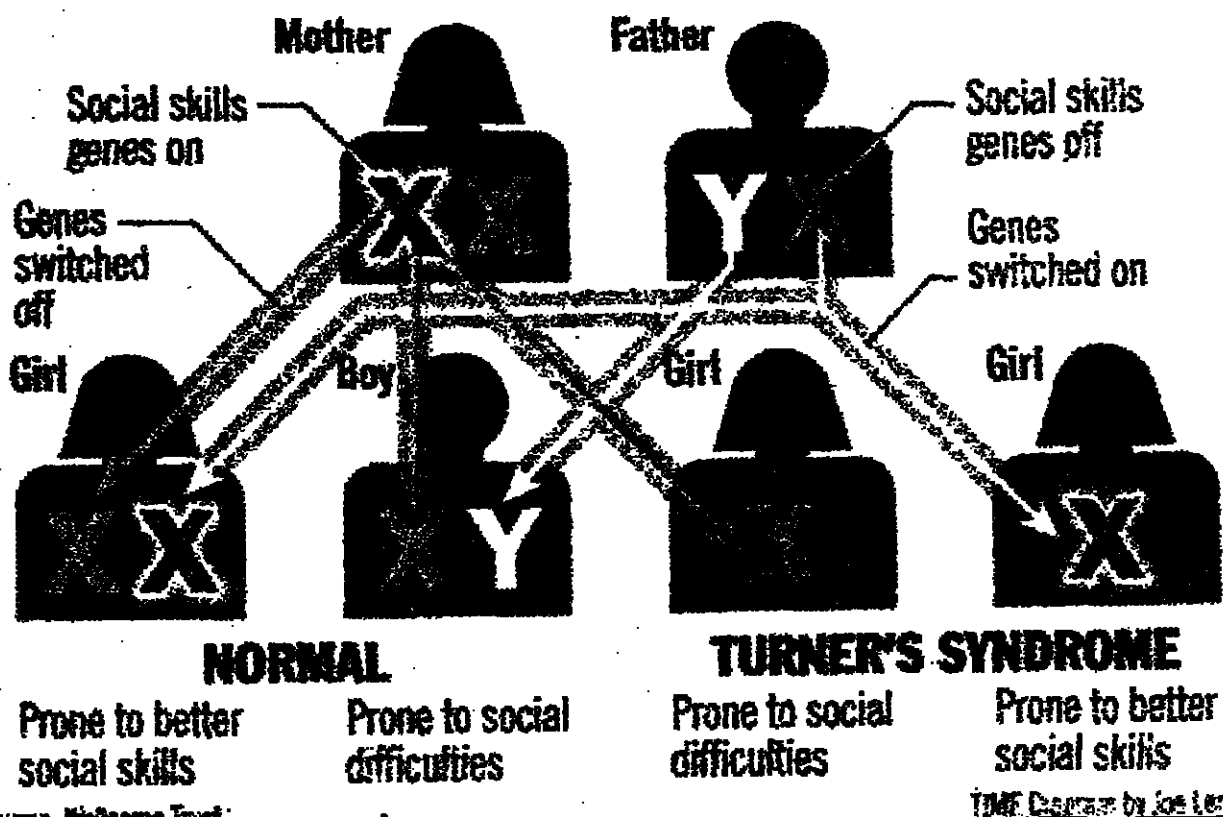 Mother
Father
Social skills
genes on
Social skills
genes off
X X
Y X
Genes
switched
off
Genes
switched on
Girl
Boy
Girl
Girl
X X
X Y
X
X
NORMAL
TURNER'S SYNDROME
Prone to better
social skills
Prone to social
difficulties
Prone to social
difficulties
Prone to better
social skills
Wellcome Trust
TIME Diagram by Joe